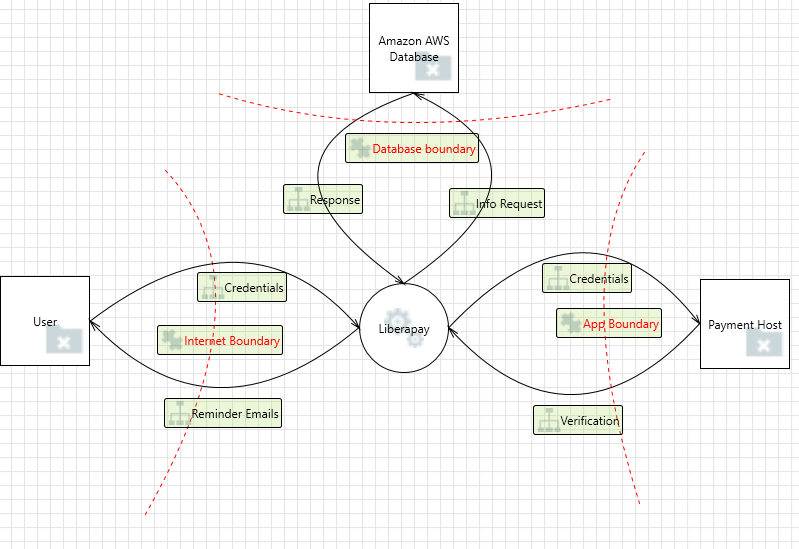 Amazon AWS
Database
Database boundary
Response
Info Request
Credentials
Credentials
User
Internet Boundary
Liberapay
App Boundary
Payment Host
Reminder Emails
Verification